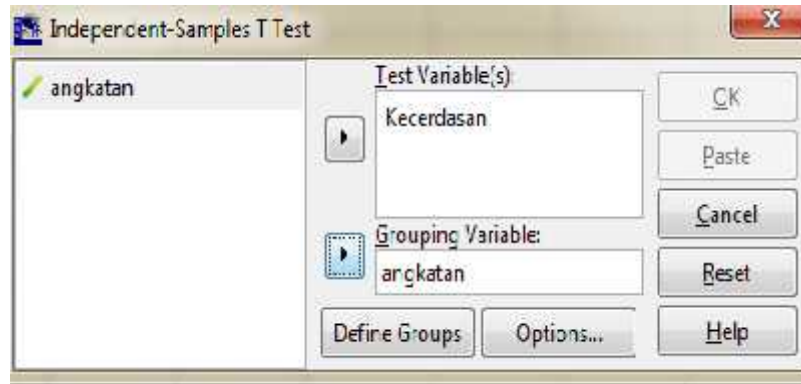 Independent-Samples T Test
angkatan
Test Variable(s):
Kecerdasan
Grouping Variable:
angkatan
Define Groups
Options...
OK
Paste
Cancel
Reset
Help